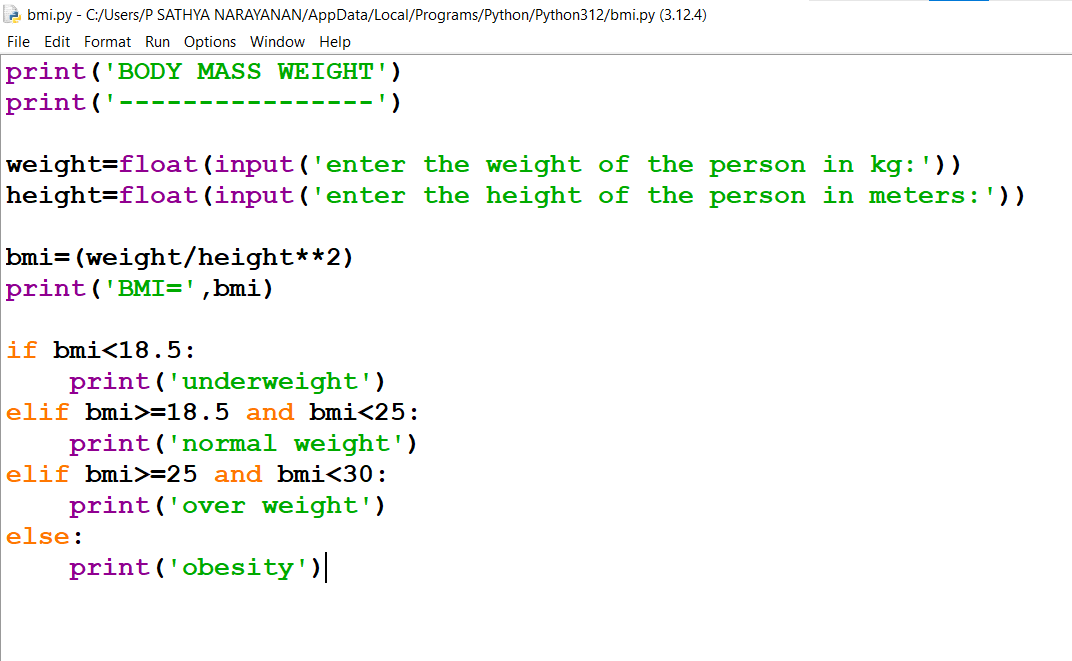 bmi.py - C:/Users/P SATHYA NARAYANAN/AppData/Local/Programs/Python/Python312/bmi.py (3.12.4)
File Edit Format Run Options Window Help
print('BODY MASS WEIGHT')
print('----------------')

weight=float(input('enter the weight of the person in kg:'))
height=float(input('enter the height of the person in meters:'))

bmi=(weight/height**2)
print('BMI=',bmi)

if bmi<18.5:
    print('underweight')
elif bmi>=18.5 and bmi<25:
    print('normal weight')
elif bmi>=25 and bmi<30:
    print('over weight')
else:
    print('obesity')